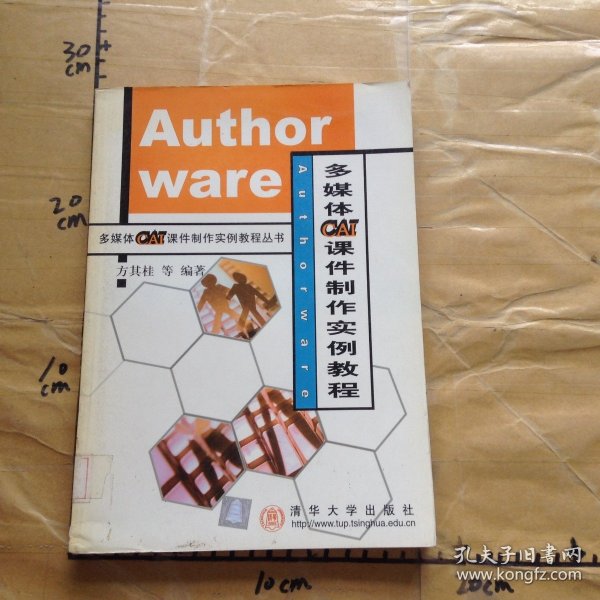 30
cm
Author
ware
20
cm
多媒体CAI课件制作实例教程丛书
方其桂 等 编著
Authorware
多媒体CAI课件制作实例教程
10
cm
清华大学出版社
http://www.tup.tsinghua.edu.cn
10cm
20cm
孔夫子旧书网
www.kongfz.com